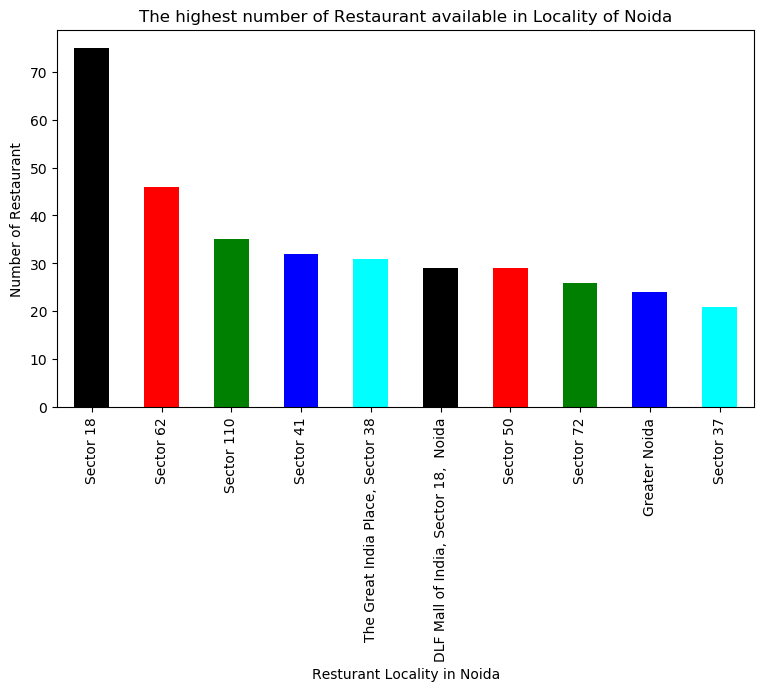 The highest number of Restaurant available in Locality of Noida
Number of Restaurant
70
60
50
40
30
20
10
0
Sector 18
Sector 62
Sector 110
Sector 41
The Great India Place, Sector 38
DLF Mall of India, Sector 18,  Noida
Sector 50
Sector 72
Greater Noida
Sector 37
Resturant Locality in Noida